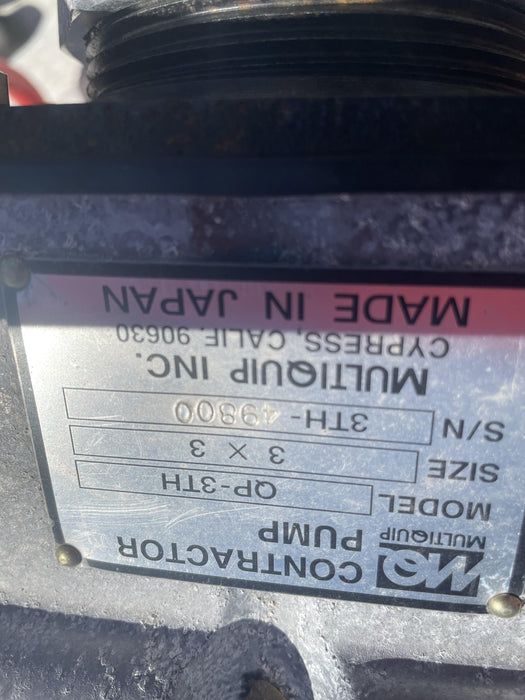 CONTRACTOR
PUMP
MQ
MULTIQUIP
MODEL QP-3TH
SIZE 3 × 3
S/N 3TH-49800
MULTIQUIP INC.
CYPRESS, CALIF. 90630
MADE IN JAPAN